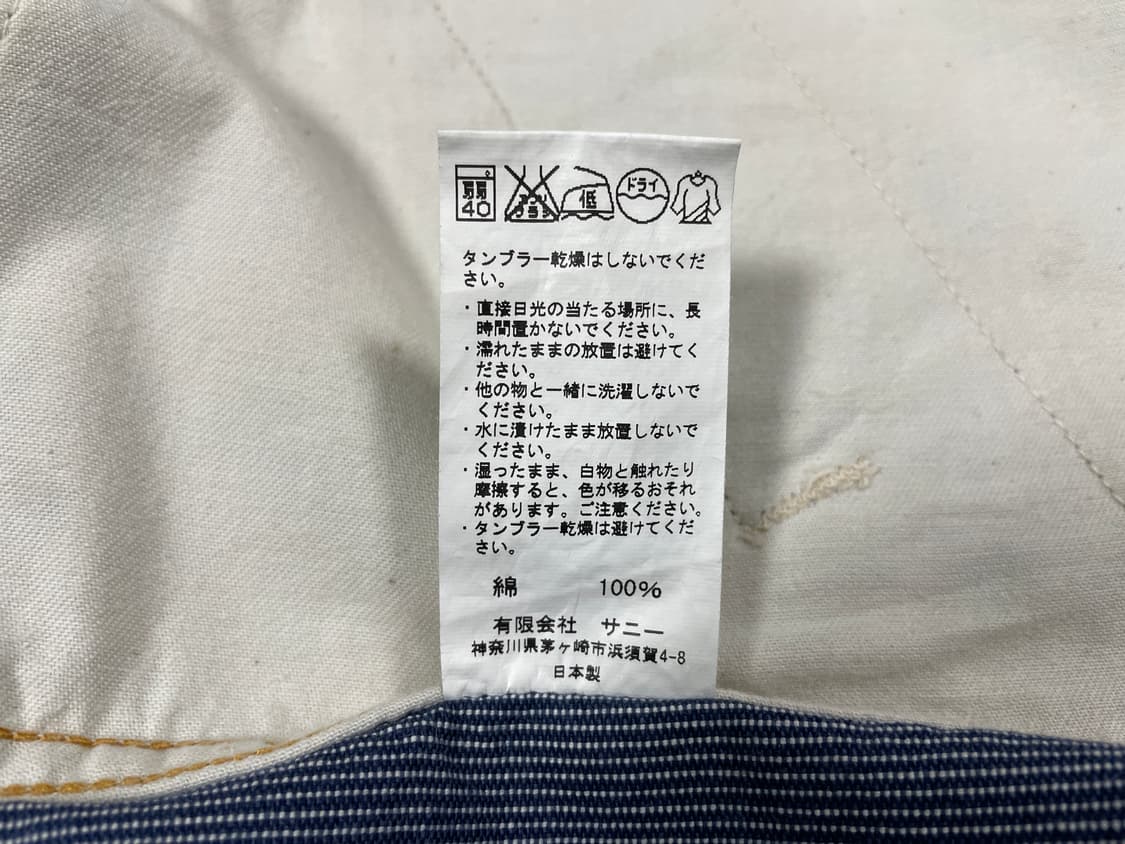 弱
40
エンソ
サラシ
低
ドライ
タンブラー乾燥はしないでくだ
さい。
・直接日光の当たる場所に、長
時間置かないでください。
・濡れたままの放置は避けてく
ださい。
・他の物と一緒に洗濯しないで
ください。
・水に漬けたまま放置しないで
ください。
・湿ったまま、白物と触れたり
摩擦すると、色が移るおそれ
があります。ご注意ください。
・タンブラー乾燥は避けてくだ
さい。
綿 100%
有限会社 サニー
神奈川県茅ヶ崎市浜須賀4-8
日本製